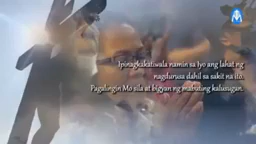 Ipinagkakatiwala namin sa Iyo ang lahat ng
nagdurusa dahil sa sakit na ito.
Pagalingin Mo sila at bigyan ng mabuting kalusugan.